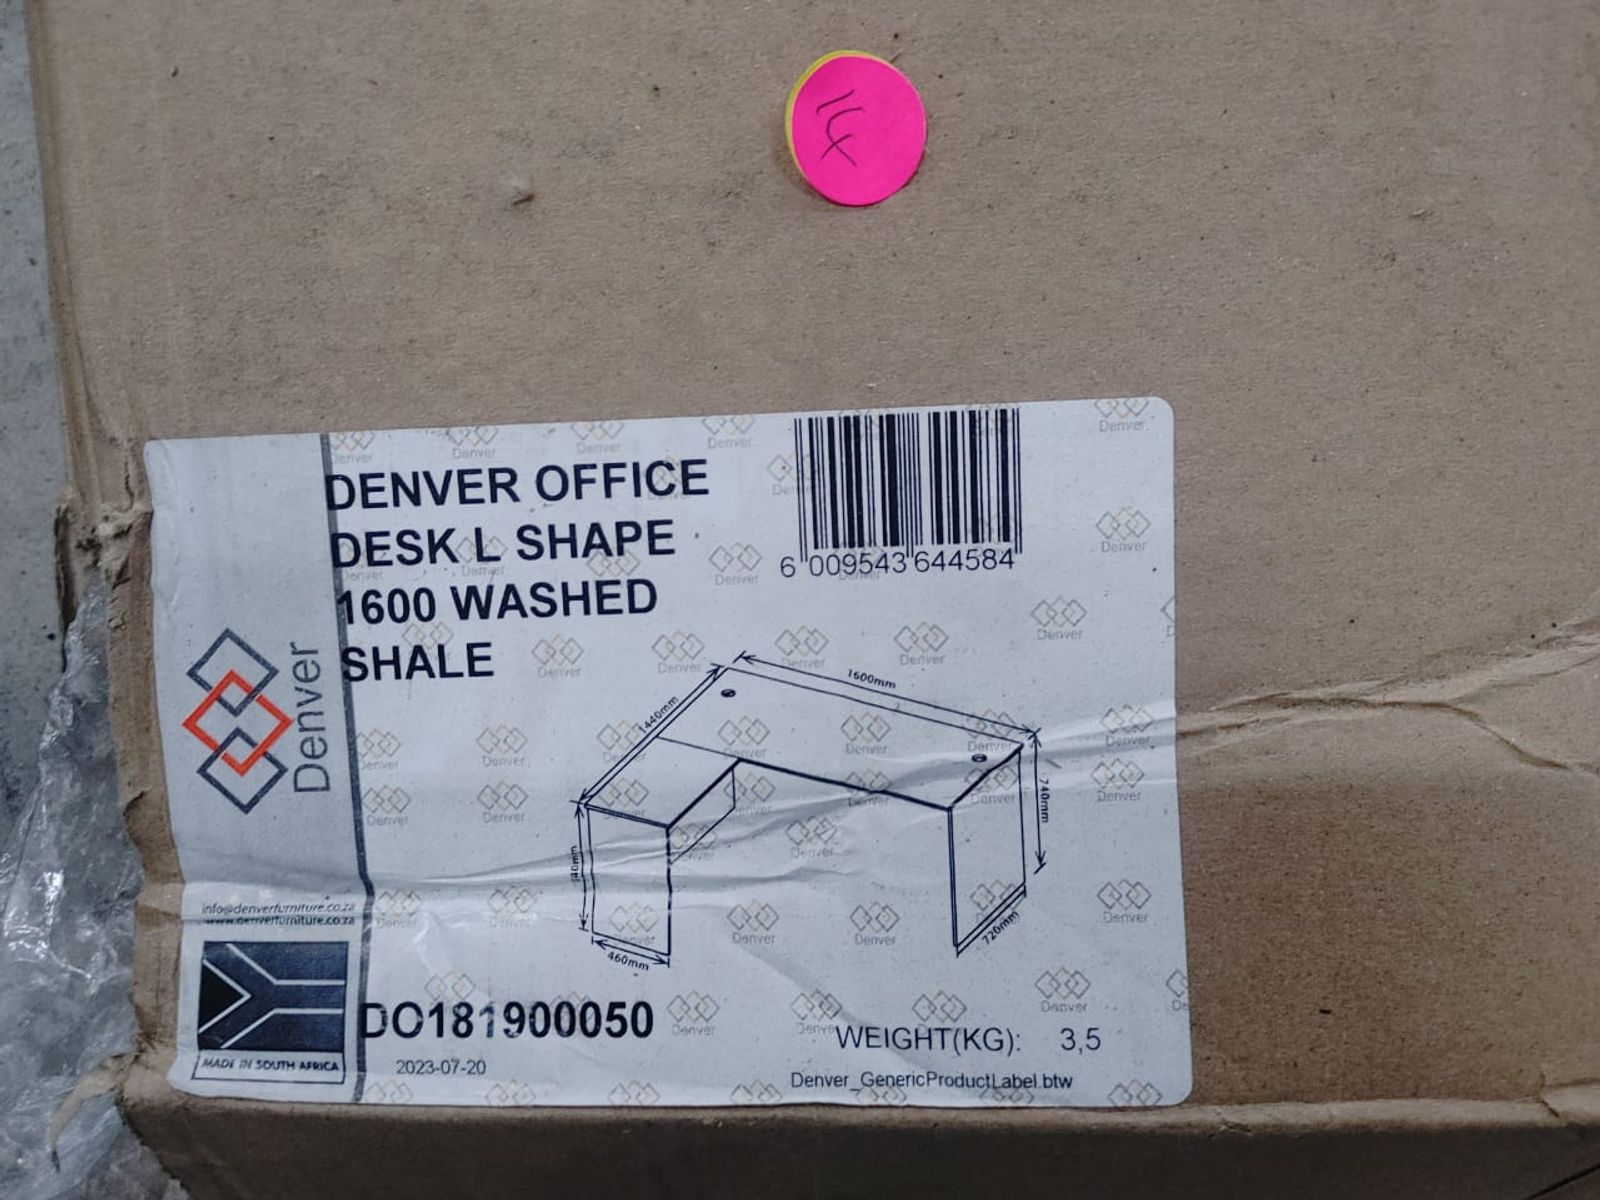 14
DENVER OFFICE
DESK L SHAPE
1600 WASHED
SHALE
6 009543 644584
Denver
1600mm
1440mm
740mm
460mm
720mm
info@denverfurniture.co.za
www.denverfurniture.co.za
MADE IN SOUTH AFRICA
DO181900050
2023-07-20
WEIGHT(KG): 3,5
Denver_GenericProductLabel.btw